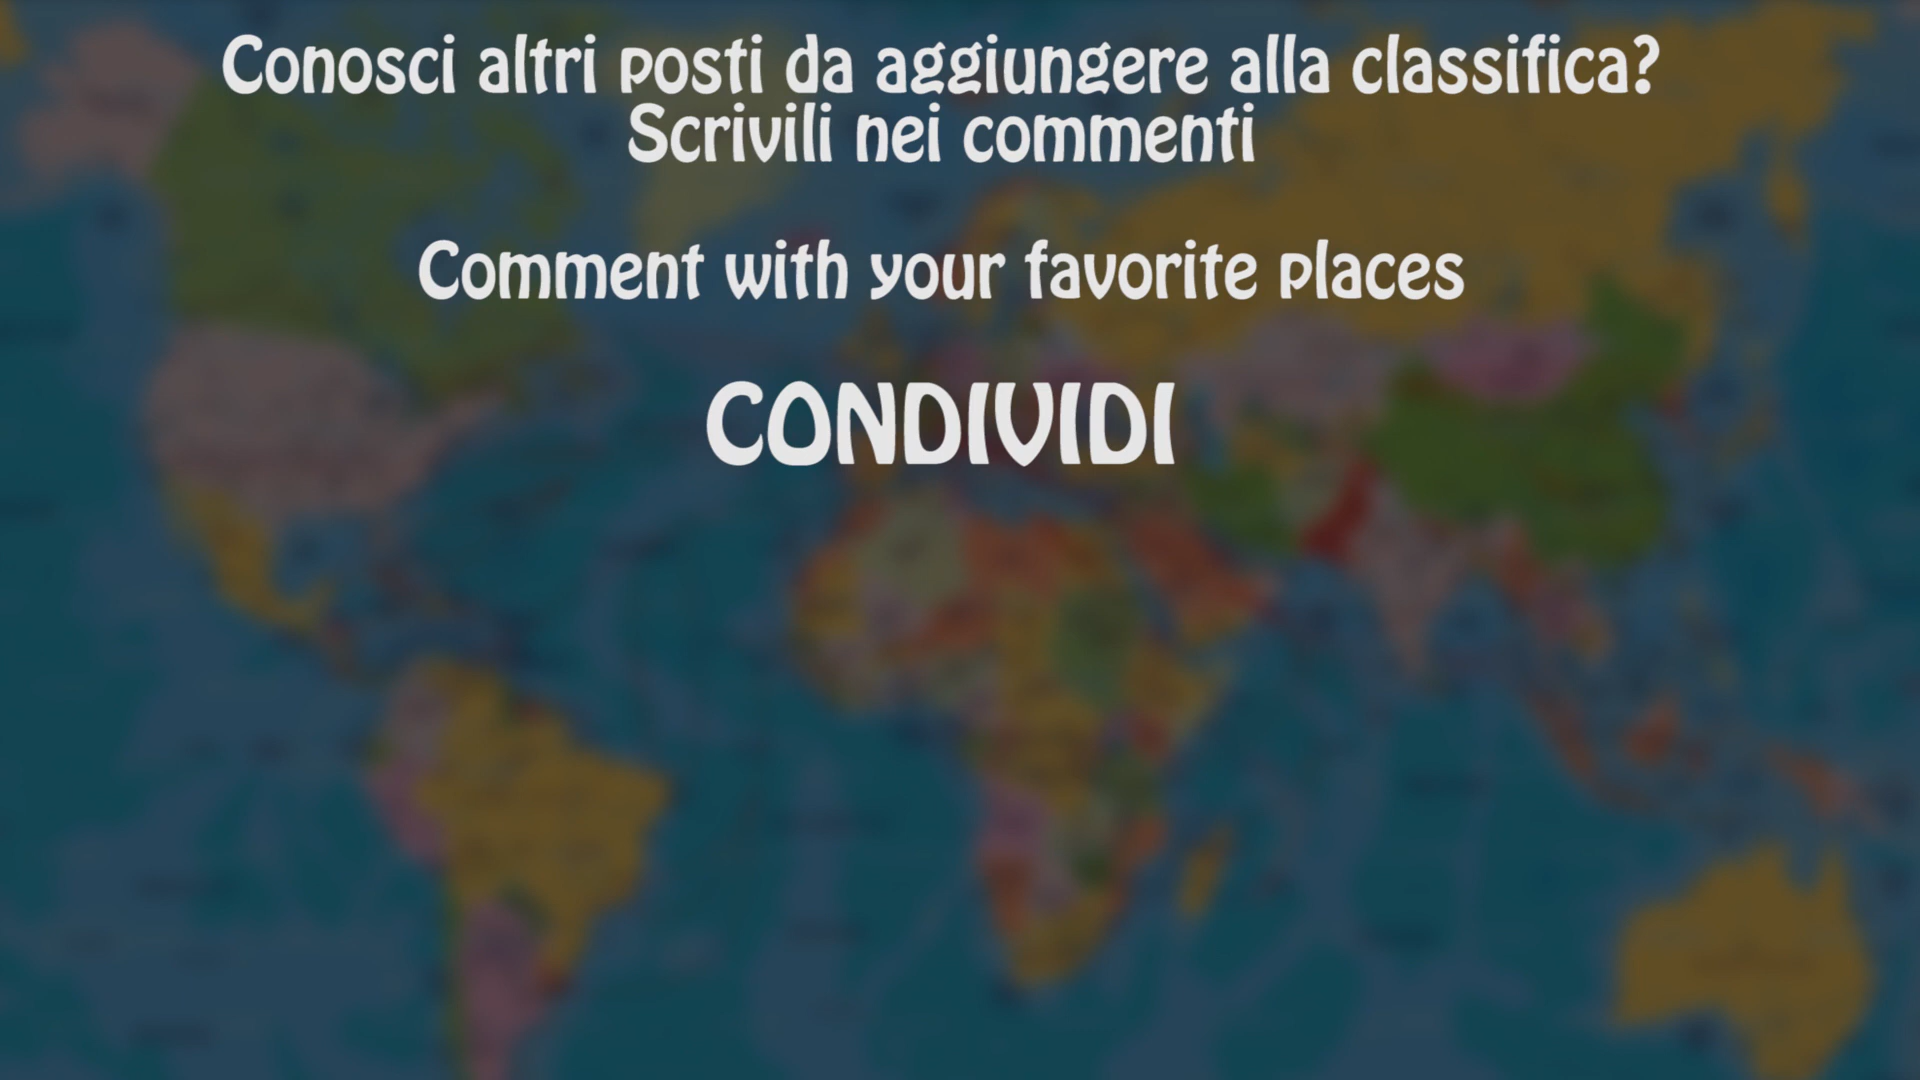 Conosci altri posti da aggiungere alla classifica?
Scrivili nei commenti
Comment with your favorite places
CONDIVIDI